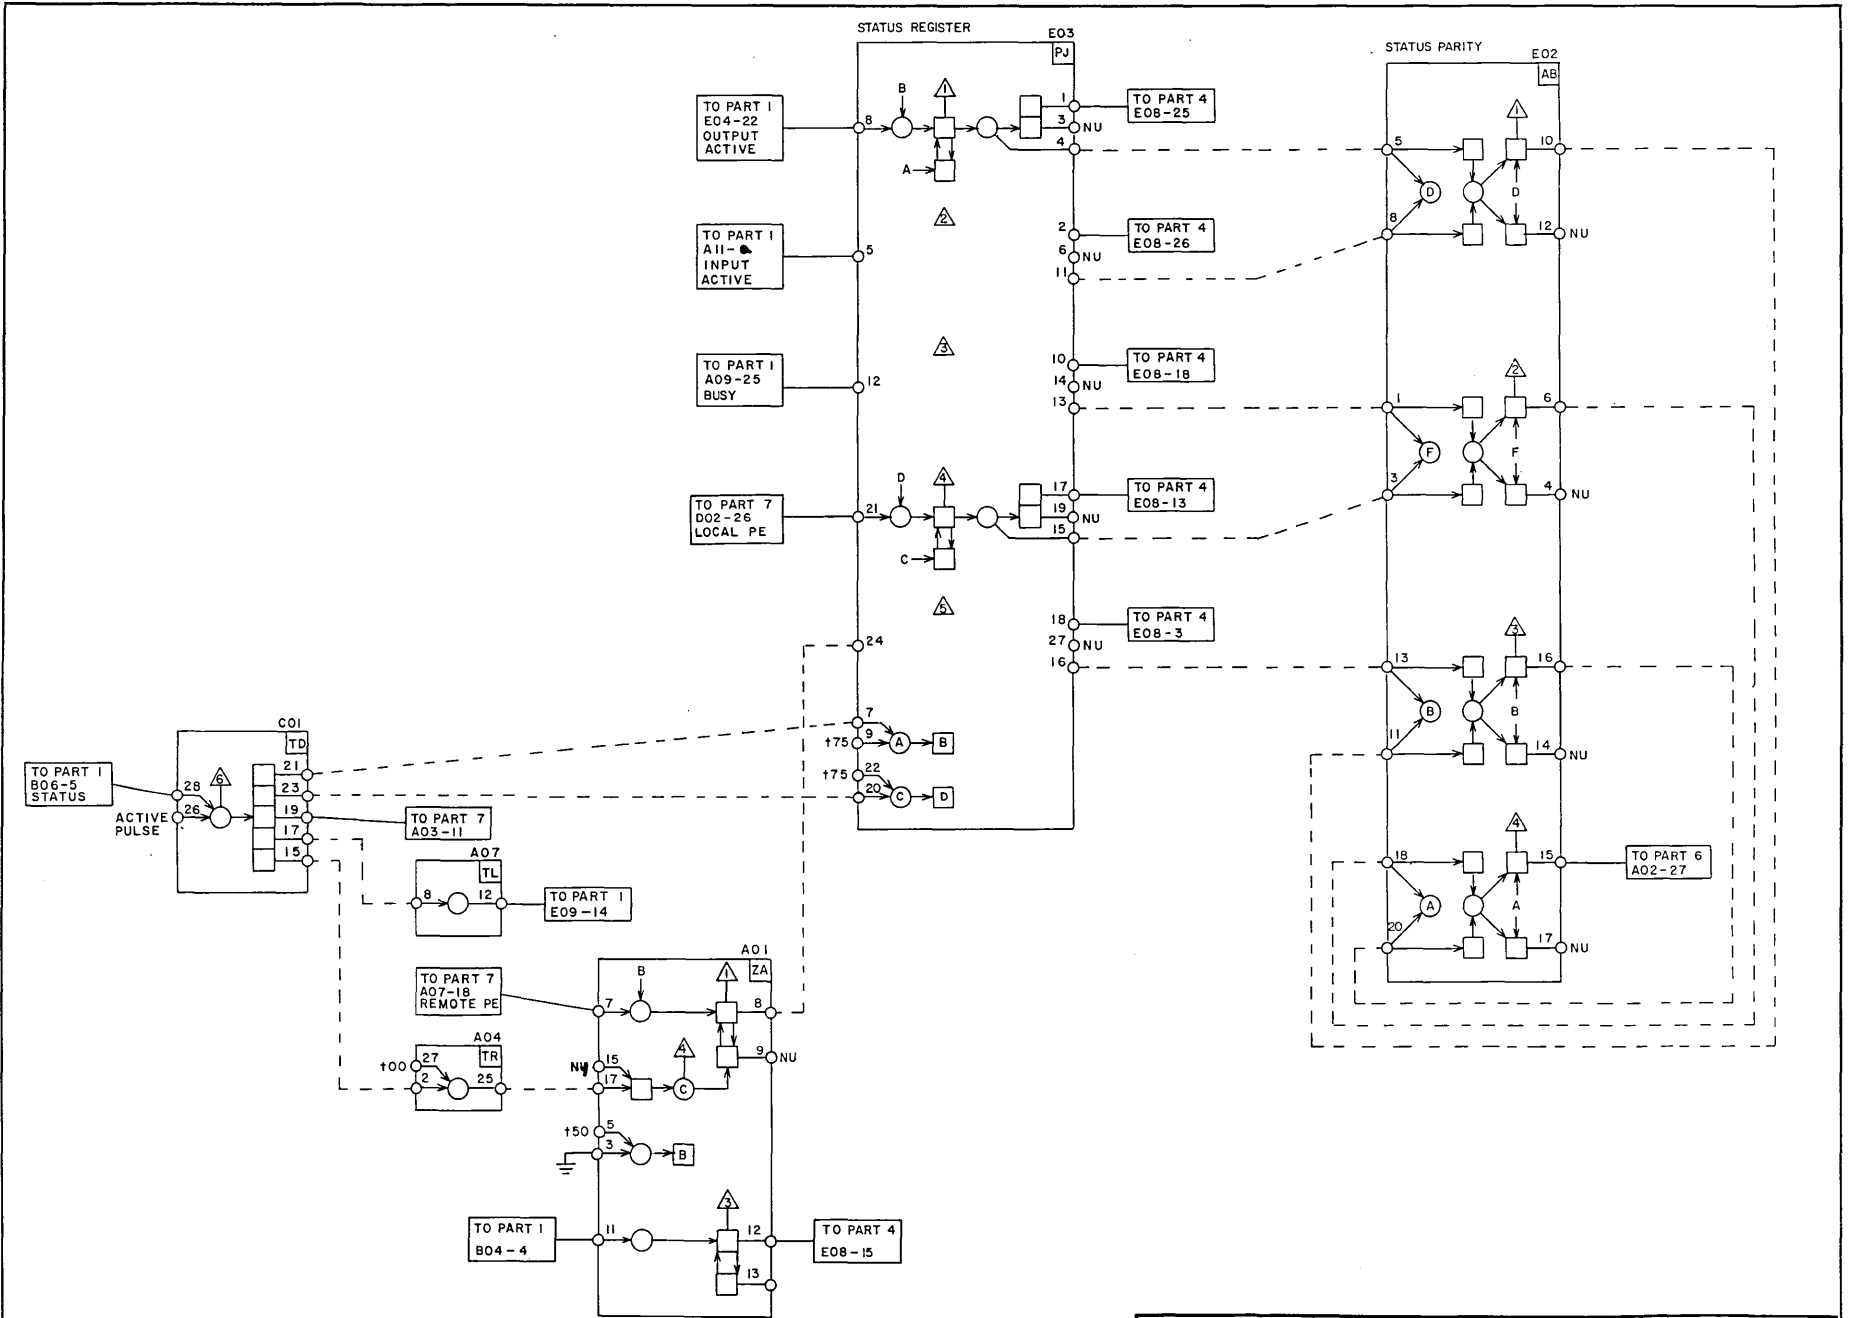 STATUS REGISTER
E03
PJ
STATUS PARITY
E02
AB
TO PART 1
E04-22
OUTPUT
ACTIVE
8
B
1
A
1
3
NU
4
TO PART 4
E08-25
5
8
D
1
D
10
12
NU
2
TO PART 1
A11-
INPUT
ACTIVE
5
2
6
NU
11
TO PART 4
E08-26
3
TO PART 1
A09-25
BUSY
12
10
14
NU
13
TO PART 4
E08-18
1
3
F
2
F
6
4
NU
TO PART 7
D02-26
LOCAL PE
21
D
4
C
17
19
NU
15
TO PART 4
E08-13
5
24
18
27
NU
16
TO PART 4
E08-3
13
11
B
3
B
16
14
NU
7
t75
9
A
B
t75
22
20
C
D
C01
TD
TO PART 1
B06-5
STATUS
28
26
ACTIVE
PULSE
6
21
23
19
17
15
TO PART 7
A03-11
A07
TL
8
12
TO PART 1
E09-14
18
20
A
4
A
15
17
NU
TO PART 6
A02-27
TO PART 7
A07-18
REMOTE PE
A01
ZA
7
B
1
8
9
NU
A04
TR
t00
27
2
25
NU
15
17
4
C
t50
5
3
B
TO PART 1
B04-4
11
3
12
13
TO PART 4
E08-15